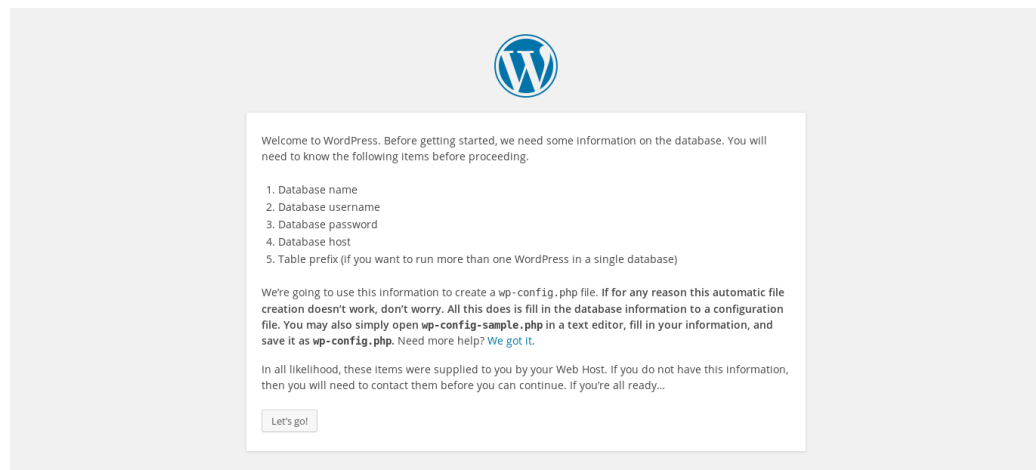 Welcome to WordPress. Before getting started, we need some information on the database. You will
need to know the following items before proceeding.
1. Database name
2. Database username
3. Database password
4. Database host
5. Table prefix (if you want to run more than one WordPress in a single database)
We’re going to use this information to create a wp-config.php file. If for any reason this automatic file
creation doesn’t work, don’t worry. All this does is fill in the database information to a configuration
file. You may also simply open wp-config-sample.php in a text editor, fill in your information, and
save it as wp-config.php. Need more help? We got it.
In all likelihood, these items were supplied to you by your Web Host. If you do not have this information,
then you will need to contact them before you can continue. If you’re all ready…
Let’s go!